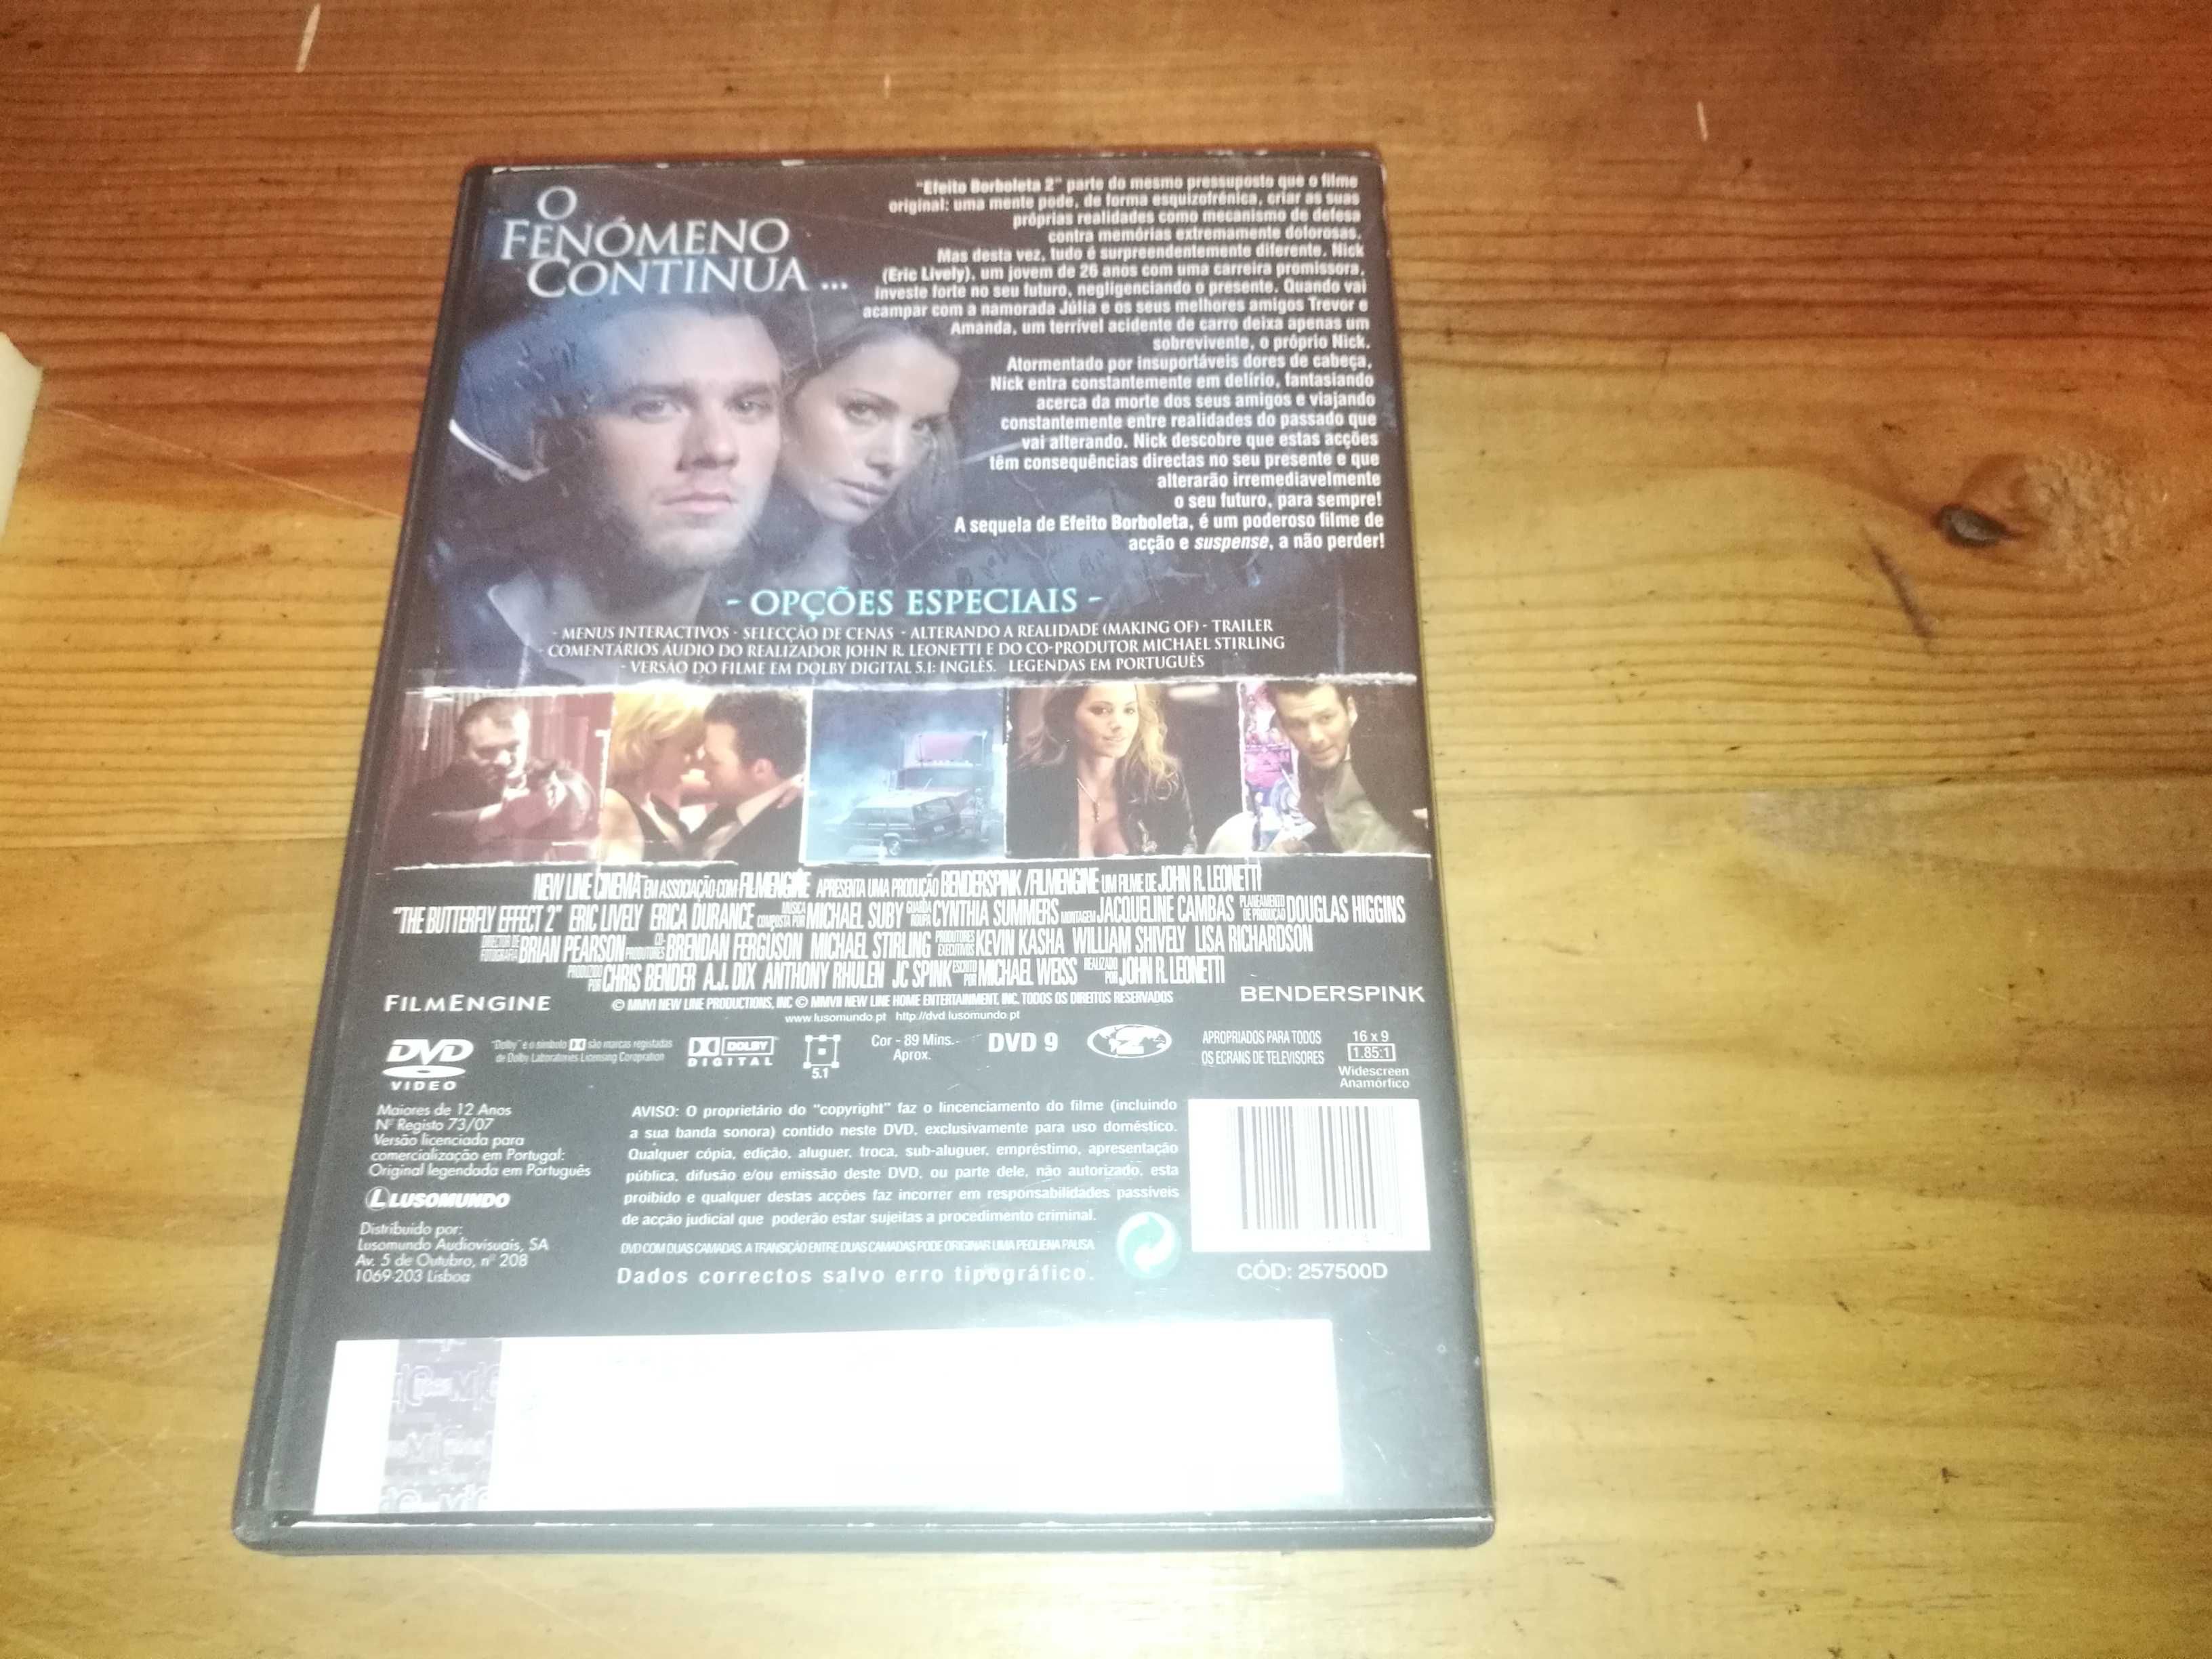 O
FENÓMENO
CONTINUA ...
"Efeito Borboleta 2" parte do mesmo pressuposto que o filme
original: uma mente pode, de forma esquizofrénica, criar as suas
próprias realidades como mecanismo de defesa
contra memórias extremamente dolorosas.
Mas desta vez, tudo é surpreendentemente diferente. Nick
(Eric Lively), um jovem de 26 anos com uma carreira promissora,
investe forte no seu futuro, negligenciando o presente. Quando vai
acampar com a namorada Júlia e os seus melhores amigos Trevor e
Amanda, um terrível acidente de carro deixa apenas um
sobrevivente, o próprio Nick.
Atormentado por insuportáveis dores de cabeça,
Nick entra constantemente em delírio, fantasiando
acerca da morte dos seus amigos e viajando
constantemente entre realidades do passado que
vai alterando. Nick descobre que estas acções
têm consequências directas no seu presente e que
alterarão irremediavelmente
o seu futuro, para sempre!
A sequela de Efeito Borboleta, é um poderoso filme de
acção e suspense, a não perder!
- OPÇÕES ESPECIAIS -
- MENUS INTERACTIVOS - SELECÇÃO DE CENAS - ALTERANDO A REALIDADE (MAKING OF) - TRAILER
- COMENTÁRIOS ÁUDIO DO REALIZADOR JOHN R. LEONETTI E DO CO-PRODUTOR MICHAEL STIRLING
- VERSÃO DO FILME EM DOLBY DIGITAL 5.1: INGLÊS. LEGENDAS EM PORTUGUÊS
NEW LINE CINEMA EM ASSOCIAÇÃO COM FILMENGINE APRESENTA UMA PRODUÇÃO BENDERSPINK / FILMENGINE UM FILME DE JOHN R. LEONETTI
"THE BUTTERFLY EFFECT 2" ERIC LIVELY ERICA DURANCE MÚSICA COMPOSTA POR MICHAEL SUBY GUARDA ROUPA CYNTHIA SUMMERS MONTAGEM JACQUELINE CAMBAS PLANEAMENTO DE PRODUÇÃO DOUGLAS HIGGINS
DIRECTOR DE FOTOGRAFIA BRIAN PEARSON CO-PRODUTORES BRENDAN FERGUSON MICHAEL STIRLING PRODUTORES EXECUTIVOS KEVIN KASHA WILLIAM SHIVELY LISA RICHARDSON
PRODUZIDO POR CHRIS BENDER A.J. DIX ANTHONY RHULEN JC SPINK ESCRITO POR MICHAEL WEISS REALIZADO POR JOHN R. LEONETTI
FILMENGINE
© MMVI NEW LINE PRODUCTIONS, INC © MMVII NEW LINE HOME ENTERTAINMENT, INC. TODOS OS DIREITOS RESERVADOS
BENDERSPINK
www.lusomundo.pt http://dvd.lusomundo.pt
DVD
VIDEO
"Dolby" e o símbolo são marcas registadas
de Dolby Laboratories Licensing Corporation
DOLBY
DIGITAL
5.1
Cor - 89 Mins.-
Aprox.
DVD 9
2
APROPRIADOS PARA TODOS
OS ECRANS DE TELEVISORES
16 x 9
1.85:1
Widescreen
Anamórfico
Maiores de 12 Anos
Nº Registo 73/07
Versão licenciada para
comercialização em Portugal:
Original legendada em Português
LUSOMUNDO
Distribuido por:
Lusomundo Audiovisuais, SA
Av. 5 de Outubro, nº 208
1069-203 Lisboa
AVISO: O proprietário do "copyright" faz o lincenciamento do filme (incluindo
a sua banda sonora) contido neste DVD, exclusivamente para uso doméstico.
Qualquer cópia, edição, aluguer, troca, sub-aluguer, empréstimo, apresentação
pública, difusão e/ou emissão deste DVD, ou parte dele, não autorizado, esta
proibido e qualquer destas acções faz incorrer em responsabilidades passíveis
de acção judicial que poderão estar sujeitas a procedimento criminal.
DVD COM DUAS CAMADAS. A TRANSIÇÃO ENTRE DUAS CAMADAS PODE ORIGINAR UMA PEQUENA PAUSA
Dados correctos salvo erro tipográfico.
CÓD: 257500D